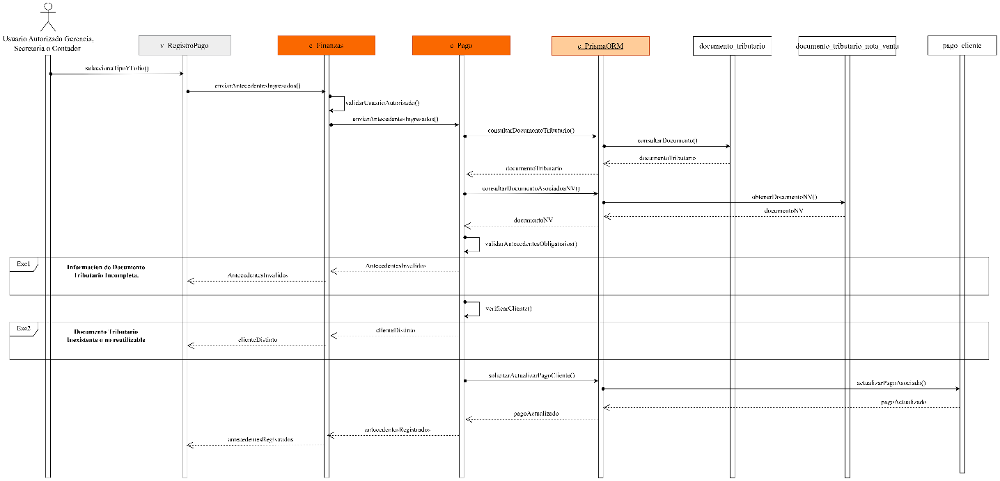 Usuario Autorizado Gerencia,
Secretaria o Contador
v_RegistroPago
c_Finanzas
c_Pago
c_PrismaORM
documento_tributario
documento_tributario_nota_venta
pago_cliente
seleccionaTipoYFolio()
enviarAntecedentesIngresados()
validarUsuarioAutorizado()
enviarAntecedentesIngresados()
consultarDocumentoTributario()
consultarDocumento()
documentoTributario
documentoTributario
consultarDocumentoAsociadoaNV()
obtenerDocumentoNV()
documentoNV
documentoNV
validarAntecedentesObligatorios()
Exc1
Informacion de Documento
Tributario Incompleta.
AntecedentesInvalidos
AntecedentesInvalidos
verificarCliente()
Exc2
Documento Tributario
Inexistente o no reutilizable
clienteDistinto
clienteDistinto
solicitarActualizarPagoCliente()
actualizarPagoAsociado()
pagoActualizado
pagoActualizado
antecedentesRegistrados
antecedentesRegistrados